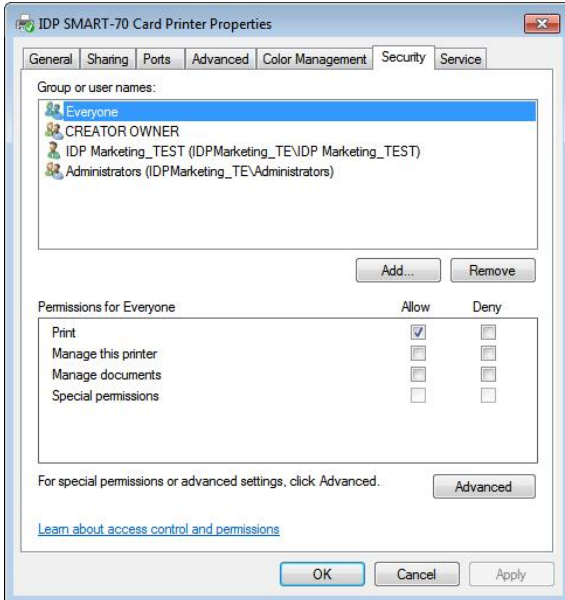 IDP SMART-70 Card Printer Properties
General Sharing Ports Advanced Color Management Security Service
Group or user names:
Everyone
CREATOR OWNER
IDP Marketing_TEST (IDPMarketing_TE\IDP Marketing_TEST)
Administrators (IDPMarketing_TE\Administrators)
Add... Remove
Permissions for Everyone Allow Deny
Print
Manage this printer
Manage documents
Special permissions
For special permissions or advanced settings, click Advanced. Advanced
Learn about access control and permissions
OK Cancel Apply